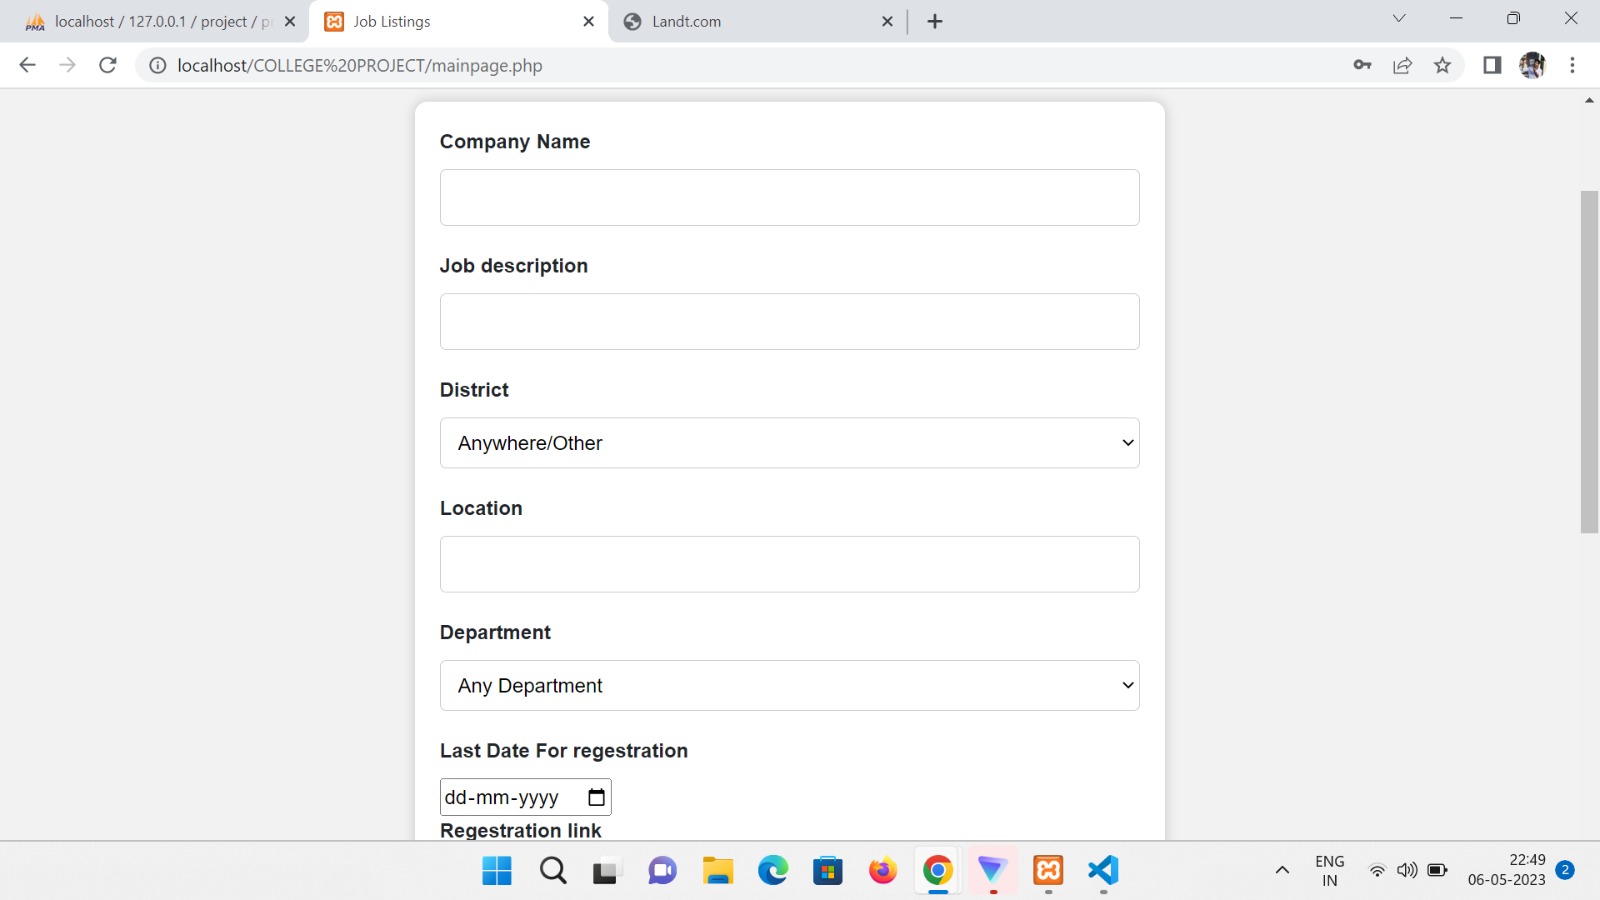 PMA
localhost / 127.0.0.1 / project / p
Job Listings
Landt.com
localhost/COLLEGE%20PROJECT/mainpage.php
Company Name
Job description
District
Anywhere/Other
Location
Department
Any Department
Last Date For regestration
dd-mm-yyyy
Regestration link
ENG
IN
22:49
06-05-2023
2